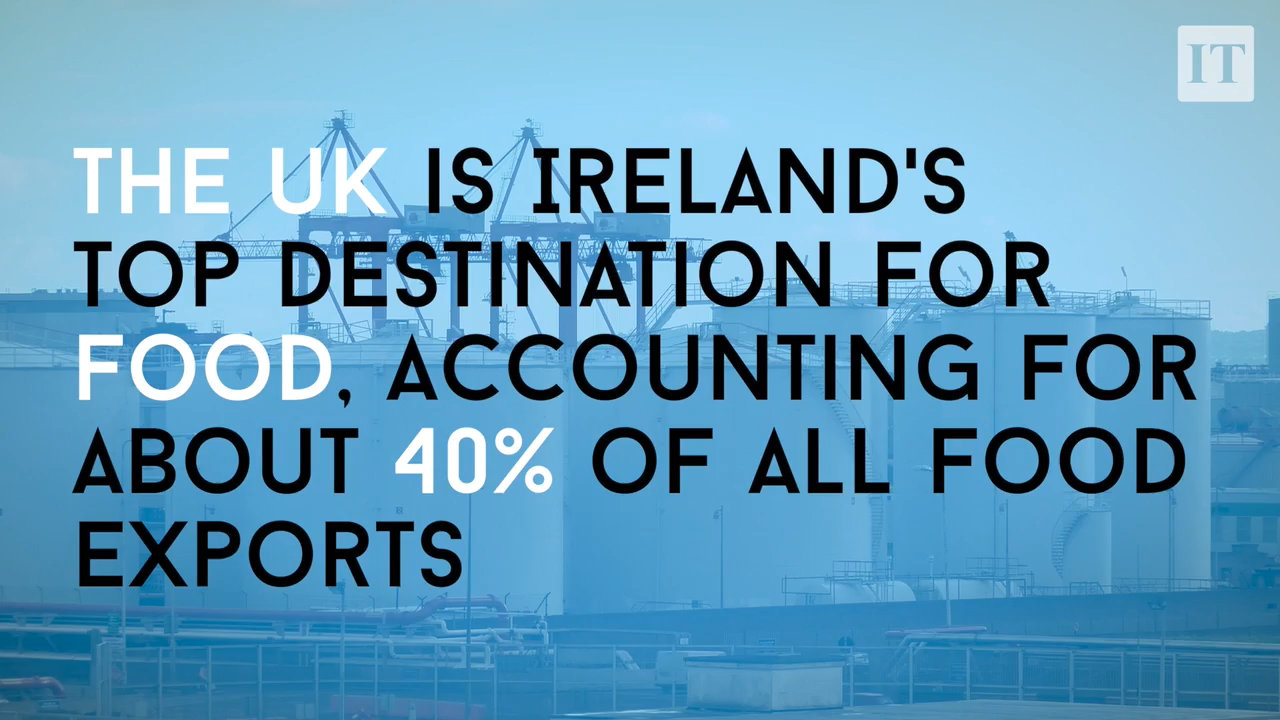 IT
THE UK IS IRELAND'S
TOP DESTINATION FOR
FOOD, ACCOUNTING FOR
ABOUT 40% OF ALL FOOD
EXPORTS